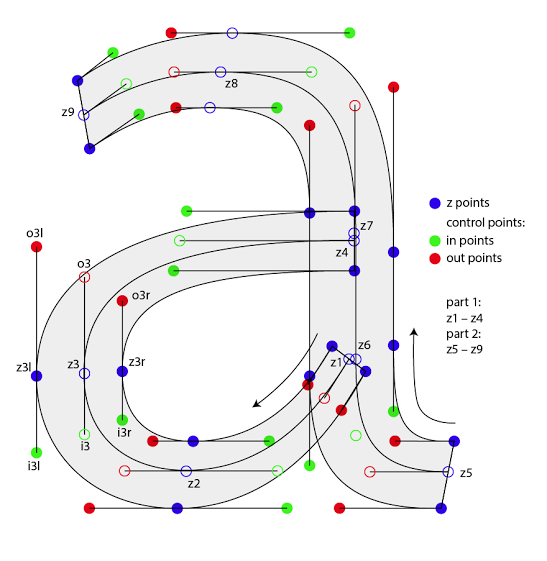 z8
z9
z points
control points:
in points
out points
z7
z4
o3l
o3
o3r
part 1:
z1 – z4
part 2:
z5 – z9
z3l
z3
z3r
z1
z6
i3r
i3
i3l
z2
z5